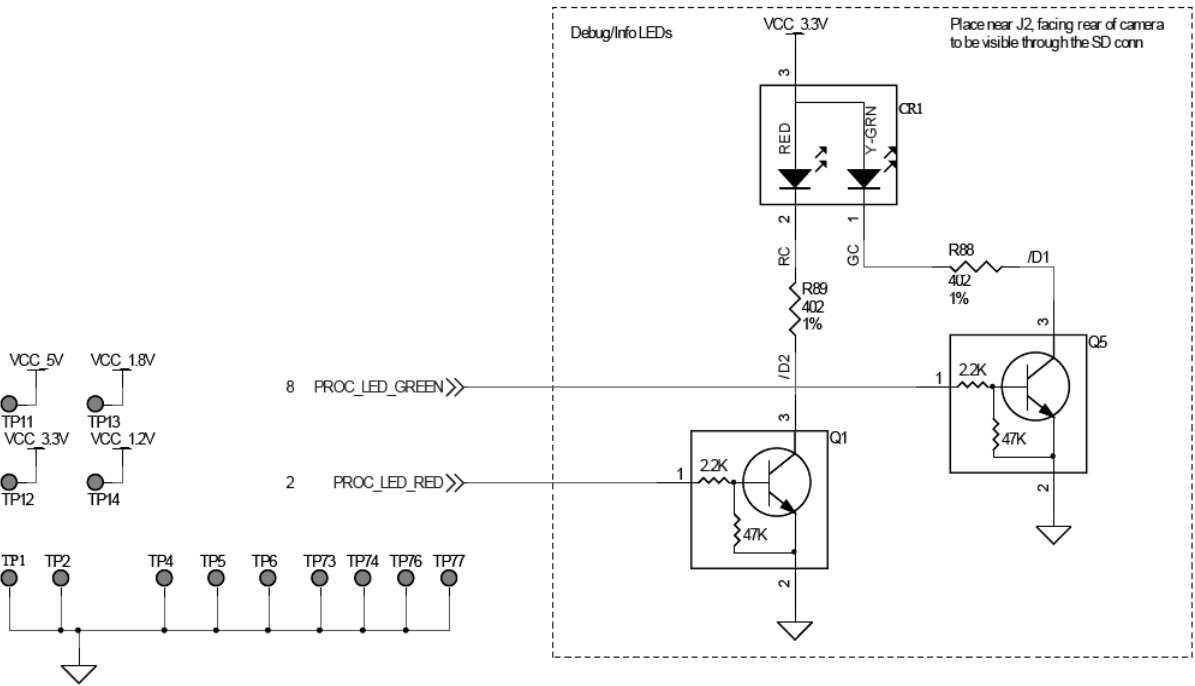 Debug/Info LEDs
VCC_3.3V
Place near J2, facing rear of camera
to be visible through the SD conn
3
CR1
RED
Y-GRN
2
1
RC
GC
R88
402
1%
/D1
R89
402
1%
/D2
3
Q5
1
2.2K
47K
2
8 PROC_LED_GREEN
3
Q1
1
2.2K
47K
2
2 PROC_LED_RED
VCC_5V
VCC_1.8V
TP11
TP13
VCC_3.3V
VCC_1.2V
TP12
TP14
TP1 TP2 TP4 TP5 TP6 TP73 TP74 TP76 TP77